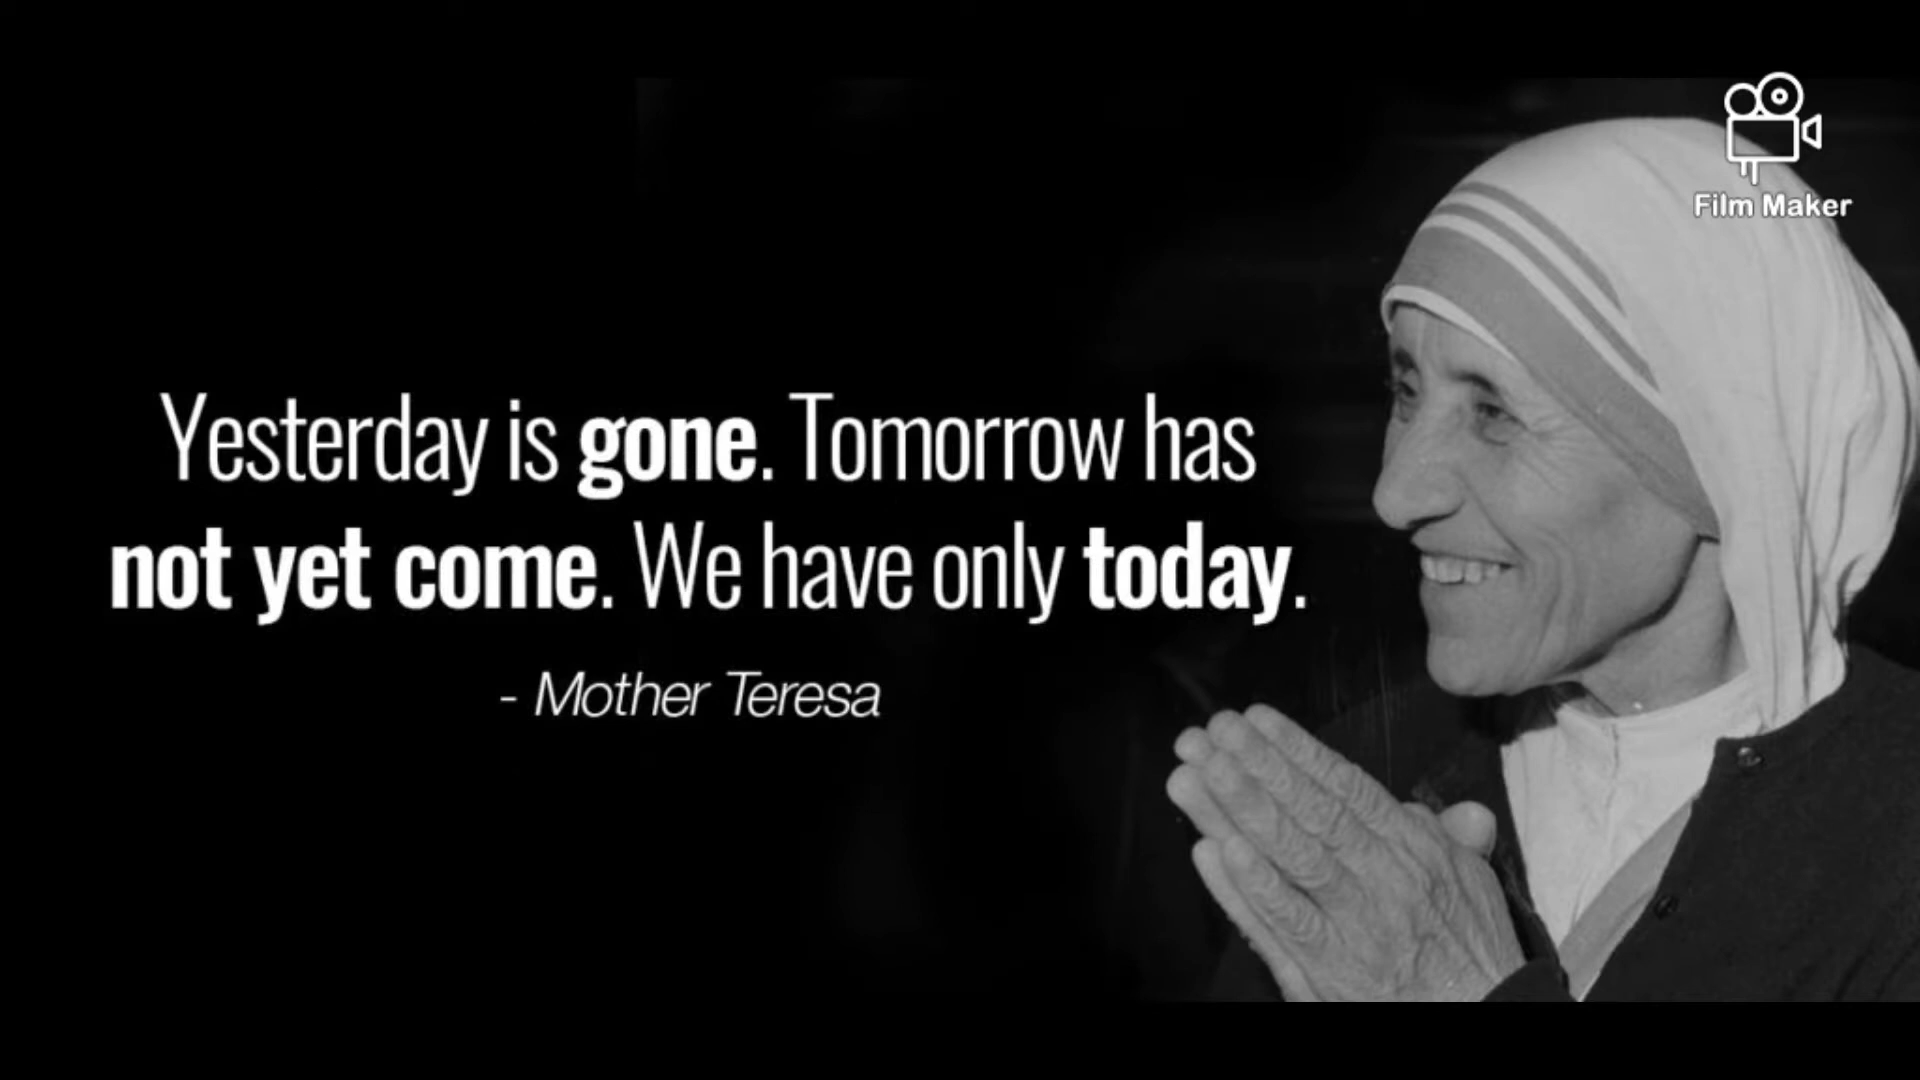 Film Maker
Yesterday is gone. Tomorrow has
not yet come. We have only today.
- Mother Teresa